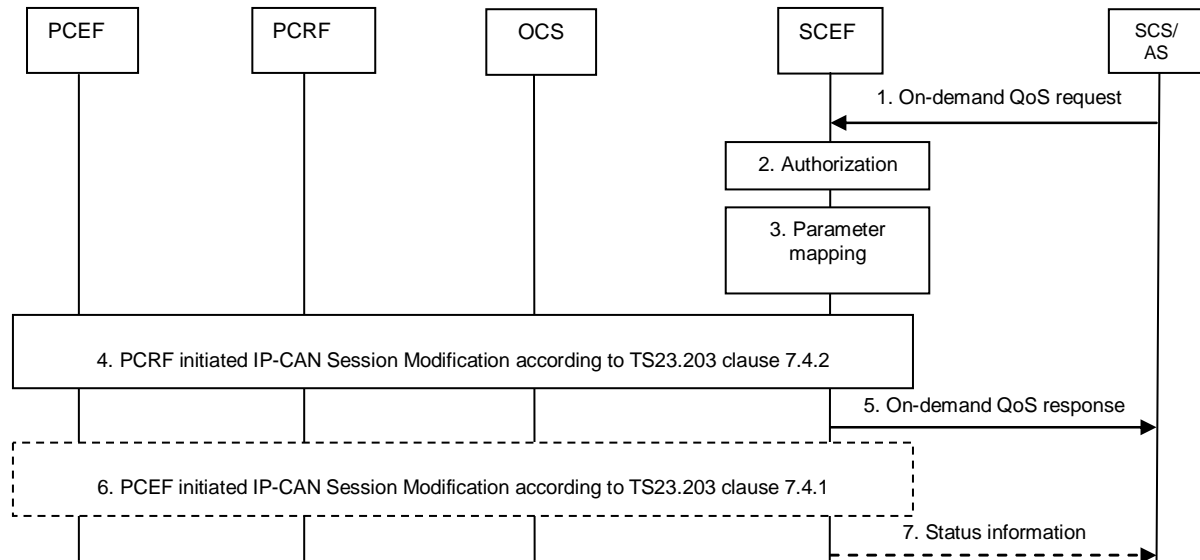 PCEF
PCRF
OCS
SCEF
SCS/
AS
1. On-demand QoS request
2. Authorization
3. Parameter
mapping
4. PCRF initiated IP-CAN Session Modification according to TS23.203 clause 7.4.2
5. On-demand QoS response
6. PCEF initiated IP-CAN Session Modification according to TS23.203 clause 7.4.1
7. Status information